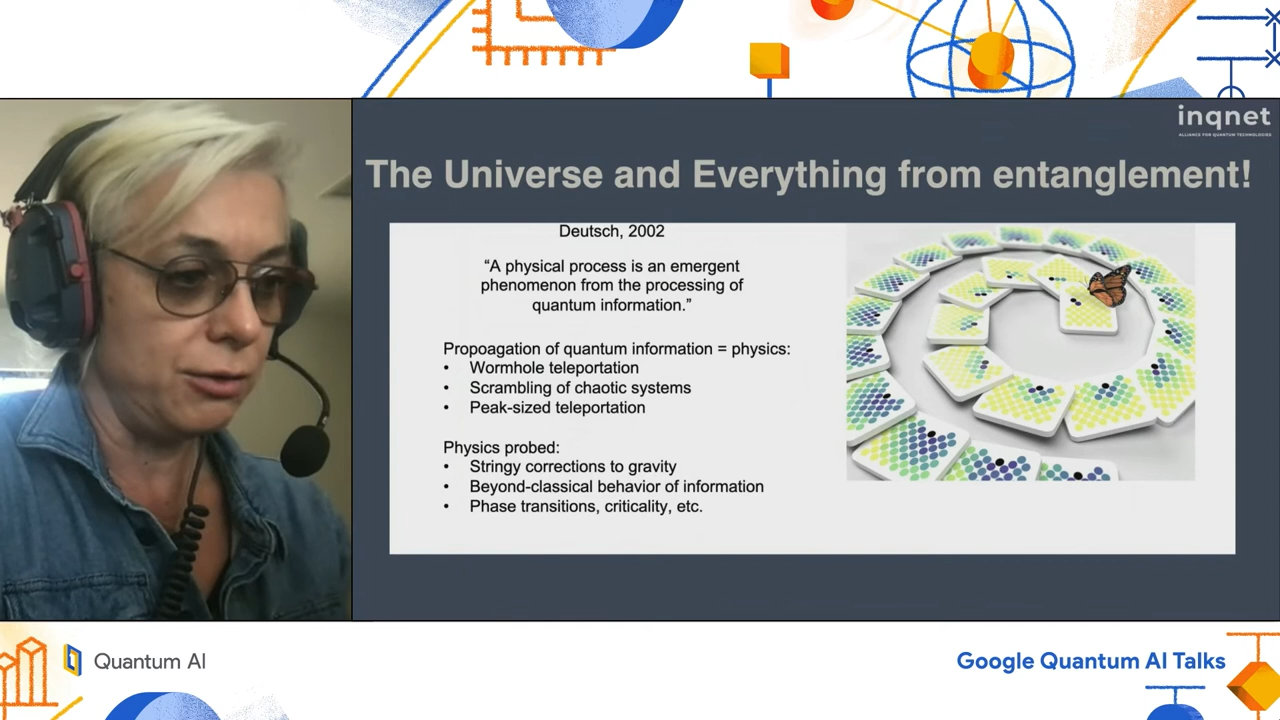 inqnet
ALLIANCE FOR QUANTUM TECHNOLOGIES
The Universe and Everything from entanglement!
Deutsch, 2002
“A physical process is an emergent
phenomenon from the processing of
quantum information.”
Propoagation of quantum information = physics:
• Wormhole teleportation
• Scrambling of chaotic systems
• Peak-sized teleportation
Physics probed:
• Stringy corrections to gravity
• Beyond-classical behavior of information
• Phase transitions, criticality, etc.
Quantum AI
Google Quantum AI Talks